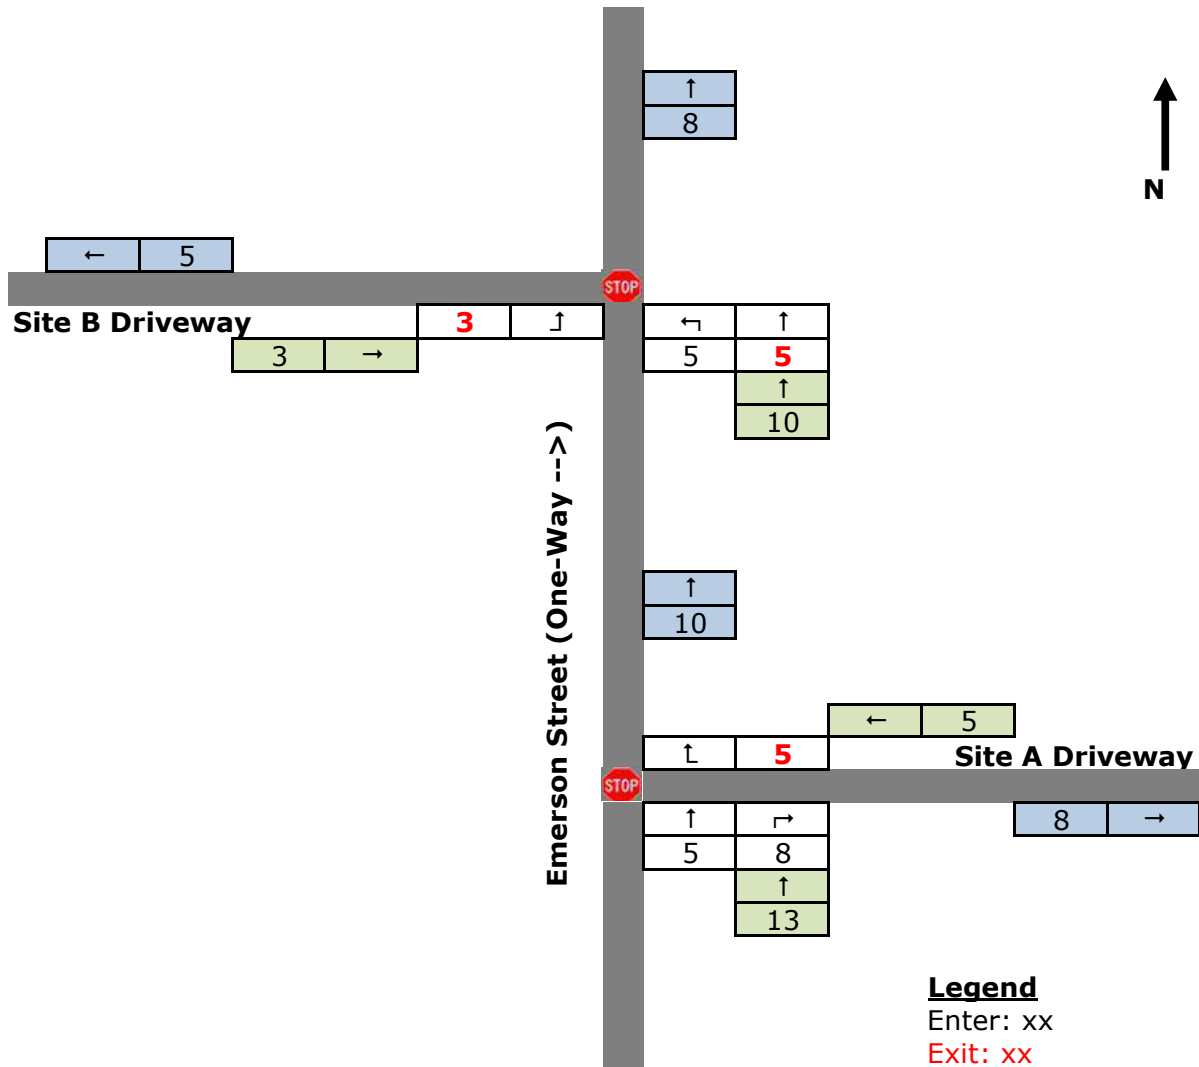 ↑
8
N
← 5
STOP
Site B Driveway
3 ⮥ ↰ ↑
3 → 5 5
↑
10
Emerson Street (One-Way -->)
↑
10
← 5
↑ 5
Site A Driveway
STOP
8 →
↑ ↱
5 8
↑
13
Legend
Enter: xx
Exit: xx